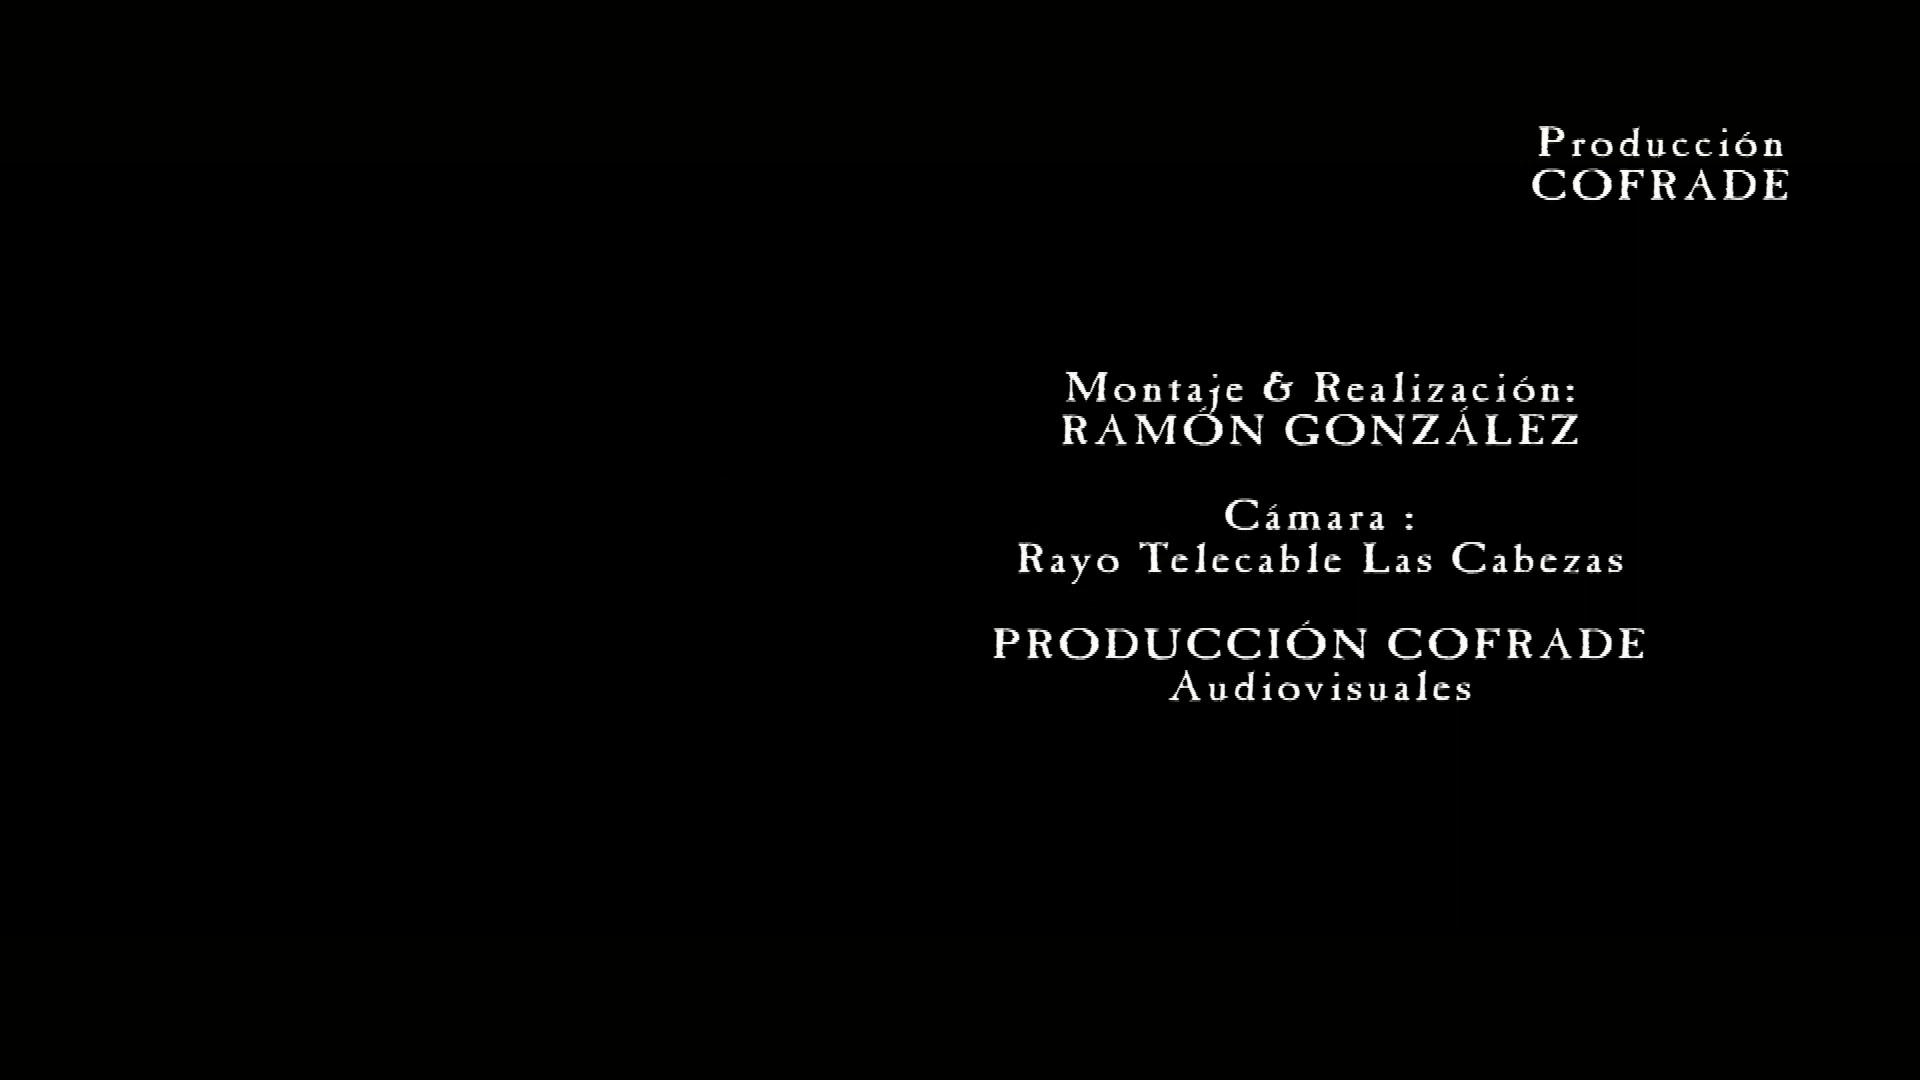 Producción
COFRADE
Montaje & Realización:
RAMÓN GONZÁLEZ
Cámara :
Rayo Telecable Las Cabezas
PRODUCCIÓN COFRADE
Audiovisuales